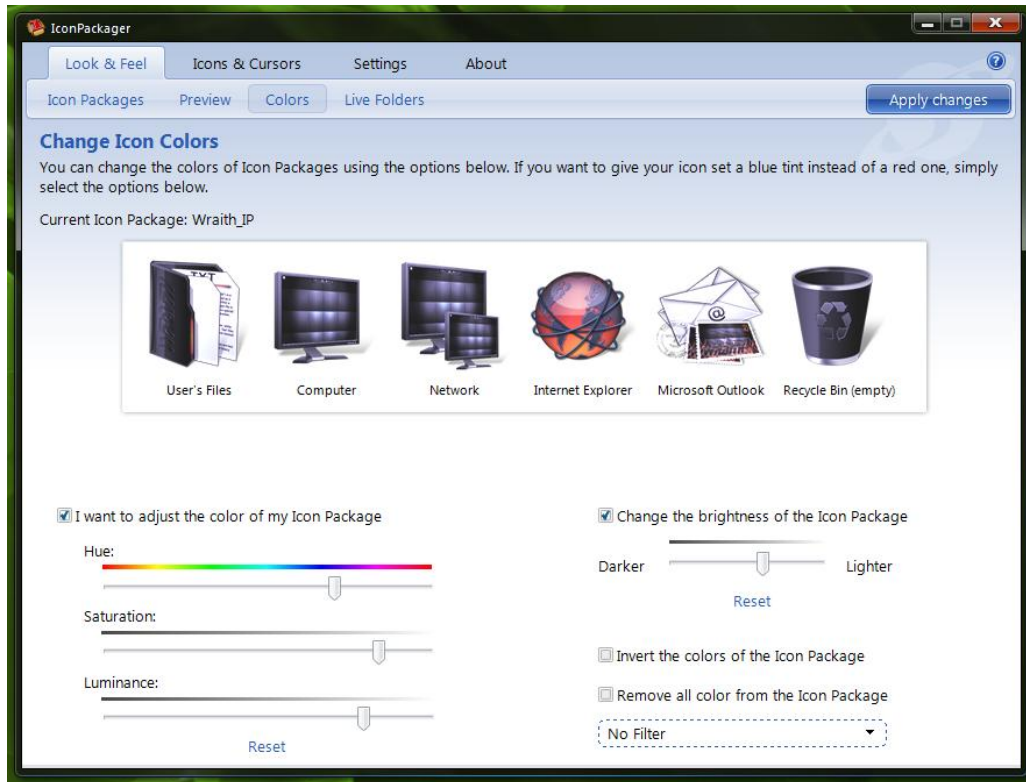 IconPackager
Look & Feel Icons & Cursors Settings About
Icon Packages Preview Colors Live Folders Apply changes
Change Icon Colors
You can change the colors of Icon Packages using the options below. If you want to give your icon set a blue tint instead of a red one, simply
select the options below.
Current Icon Package: Wraith_IP
TXT
@
User's Files Computer Network Internet Explorer Microsoft Outlook Recycle Bin (empty)
I want to adjust the color of my Icon Package
Hue:
Saturation:
Luminance:
Reset
Change the brightness of the Icon Package
Darker Lighter
Reset
Invert the colors of the Icon Package
Remove all color from the Icon Package
No Filter